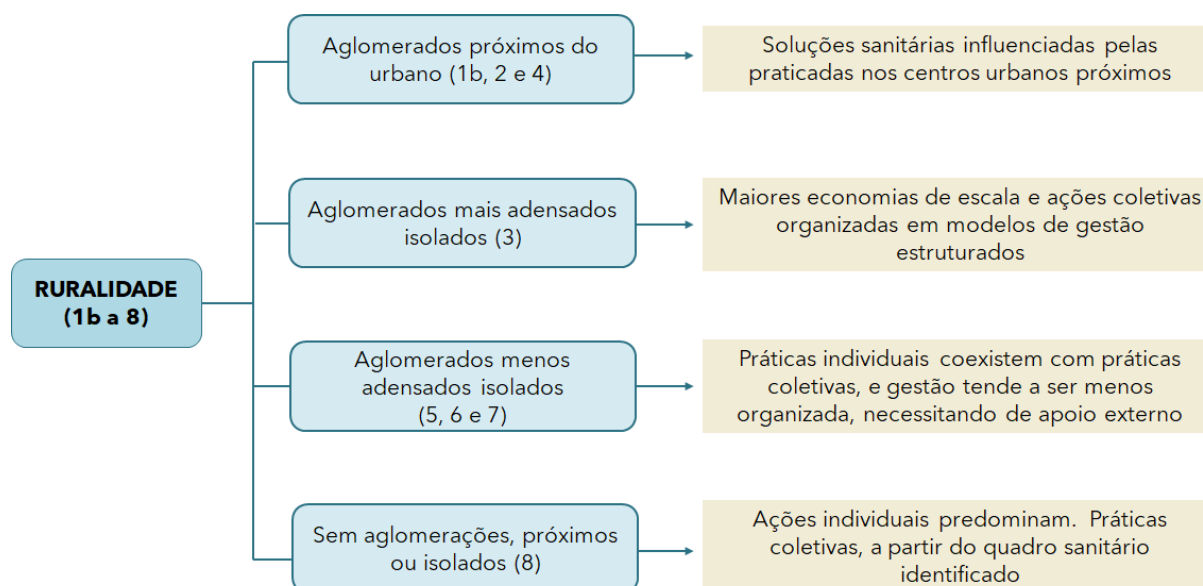 Aglomerados próximos do
urbano (1b, 2 e 4)
Soluções sanitárias influenciadas pelas
praticadas nos centros urbanos próximos
Aglomerados mais adensados
isolados (3)
Maiores economias de escala e ações coletivas
organizadas em modelos de gestão
estruturados
RURALIDADE
(1b a 8)
Aglomerados menos
adensados isolados
(5, 6 e 7)
Práticas individuais coexistem com práticas
coletivas, e gestão tende a ser menos
organizada, necessitando de apoio externo
Sem aglomerações, próximos
ou isolados (8)
Ações individuais predominam. Práticas
coletivas, a partir do quadro sanitário
identificado